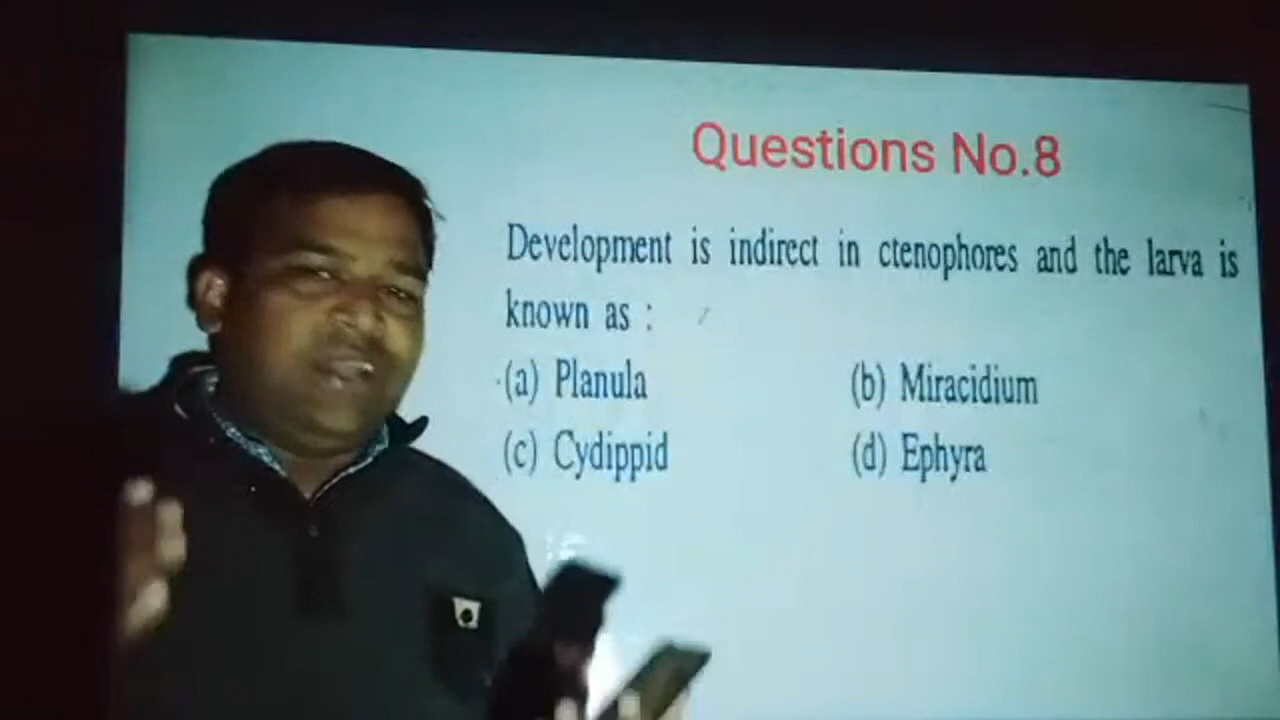 Questions No.8
Development is indirect in ctenophores and the larva is
known as :
(a) Planula (b) Miracidium
(c) Cydippid (d) Ephyra